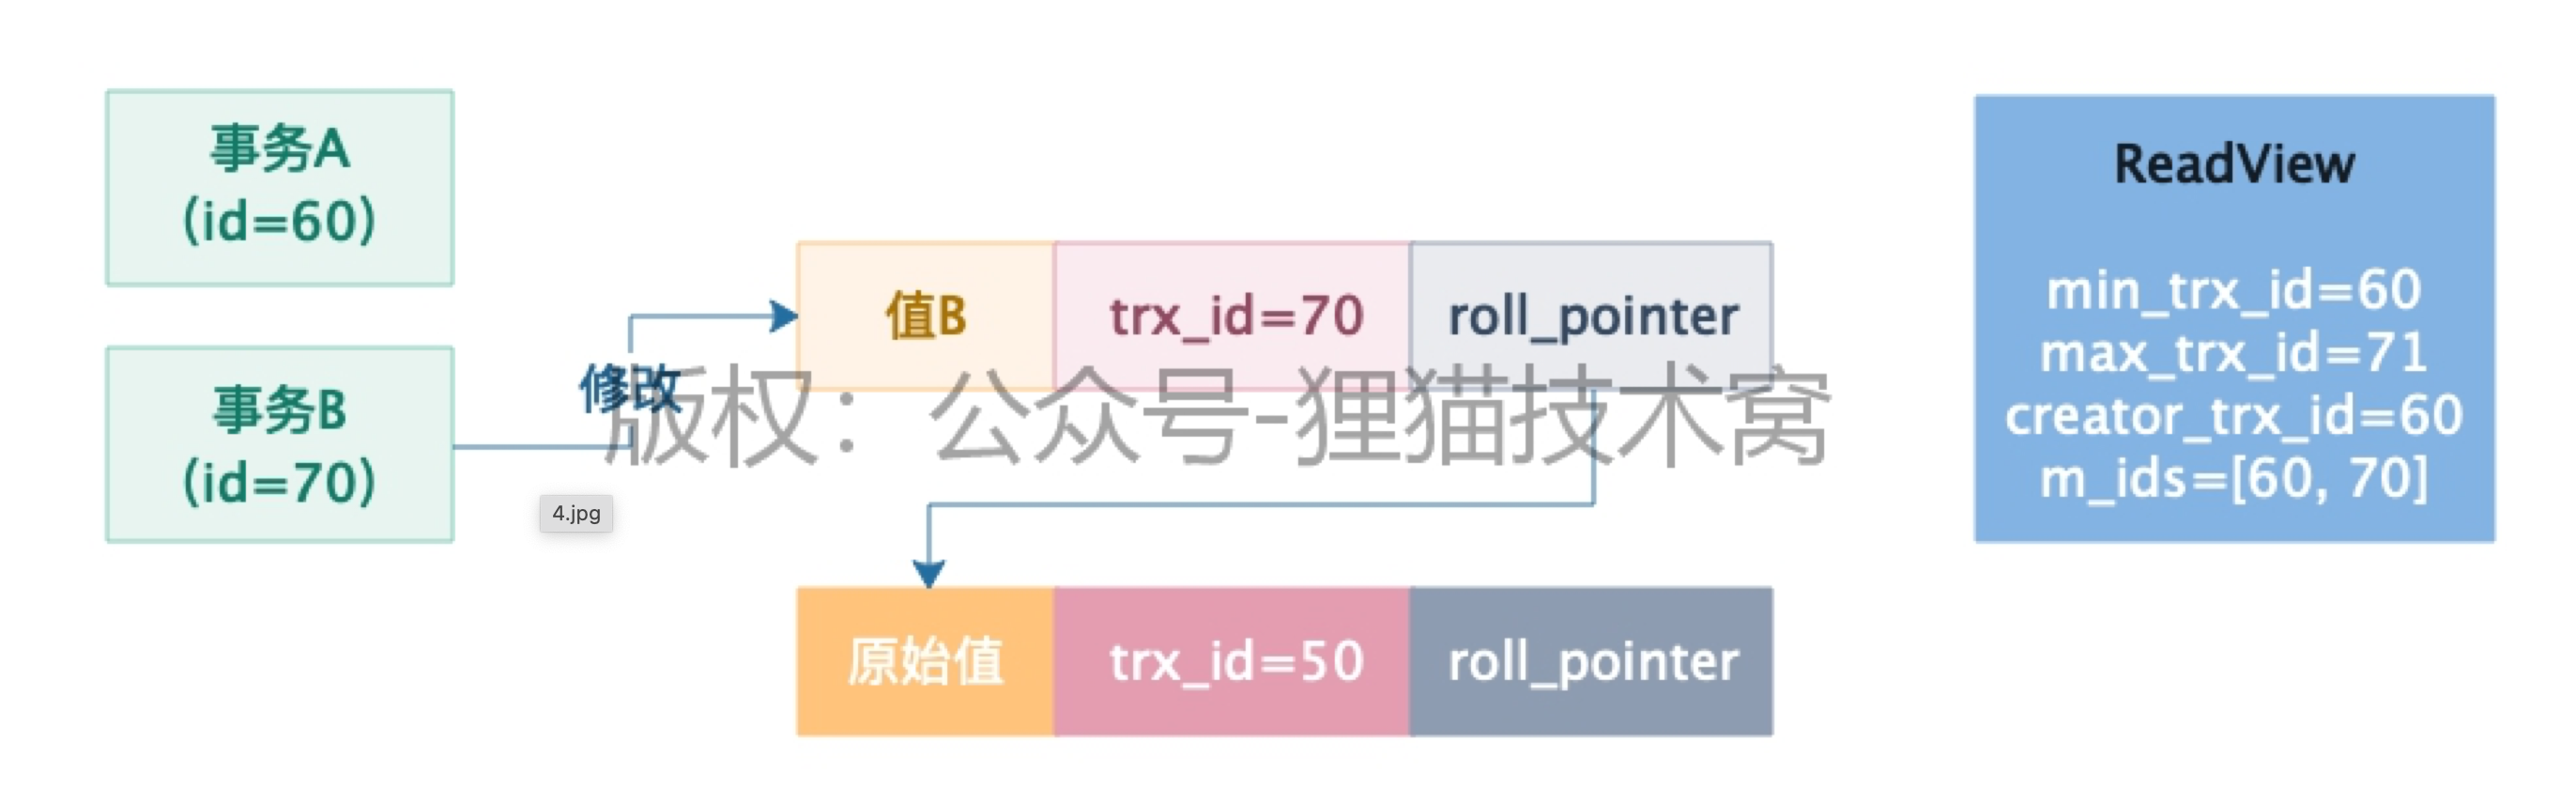 事务A
(id=60)
事务B
(id=70)
修改
值B
trx_id=70
roll_pointer
版权：公众号-狸猫技术窝
4.jpg
原始值
trx_id=50
roll_pointer
ReadView
min_trx_id=60
max_trx_id=71
creator_trx_id=60
m_ids=[60, 70]